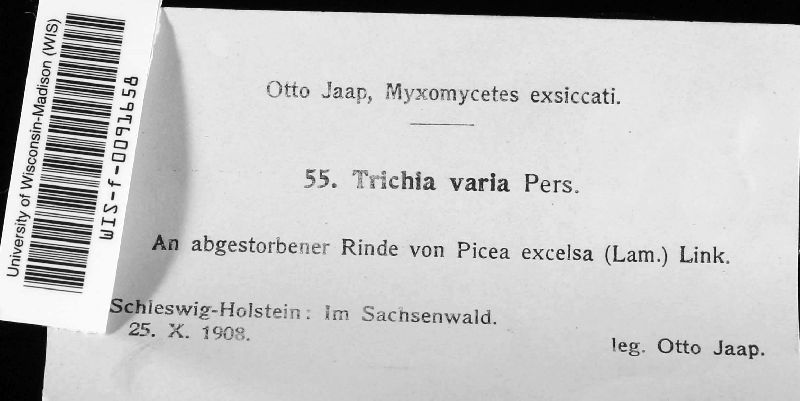 University of Wisconsin-Madison (WIS)
WIS-f-0091658
Otto Jaap, Myxomycetes exsiccati.
55. Trichia varia Pers.
An abgestorbener Rinde von Picea excelsa (Lam.) Link.
Schleswig-Holstein: Im Sachsenwald.
25. X. 1908.
leg. Otto Jaap.